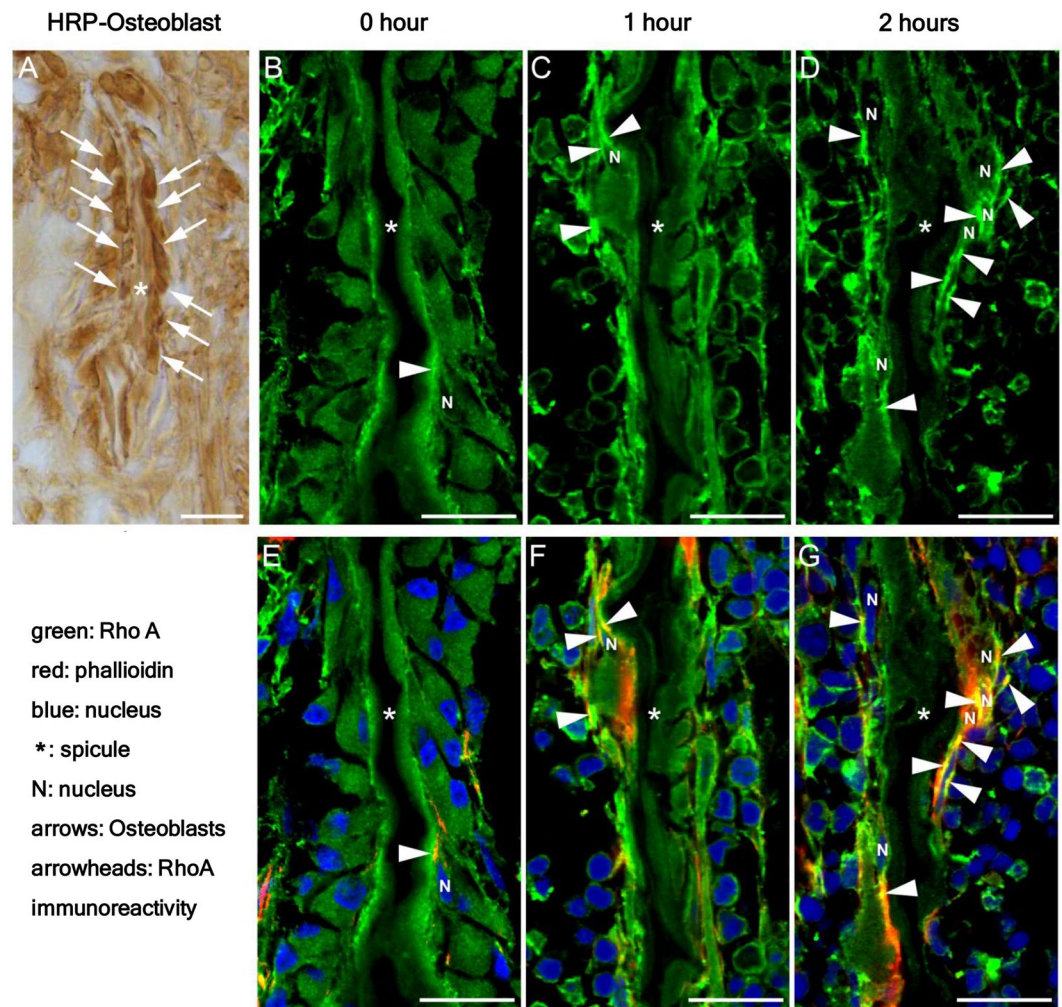 HRP-Osteoblast 0 hour 1 hour 2 hours
A B C D
N N N
N
N
N
*
* * *
N
N
E F G
green: Rho A
red: phallioidin
blue: nucleus
*: spicule
N: nucleus
arrows: Osteoblasts
arrowheads: RhoA
immunoreactivity
N
N N
N
N
* * *
N
N